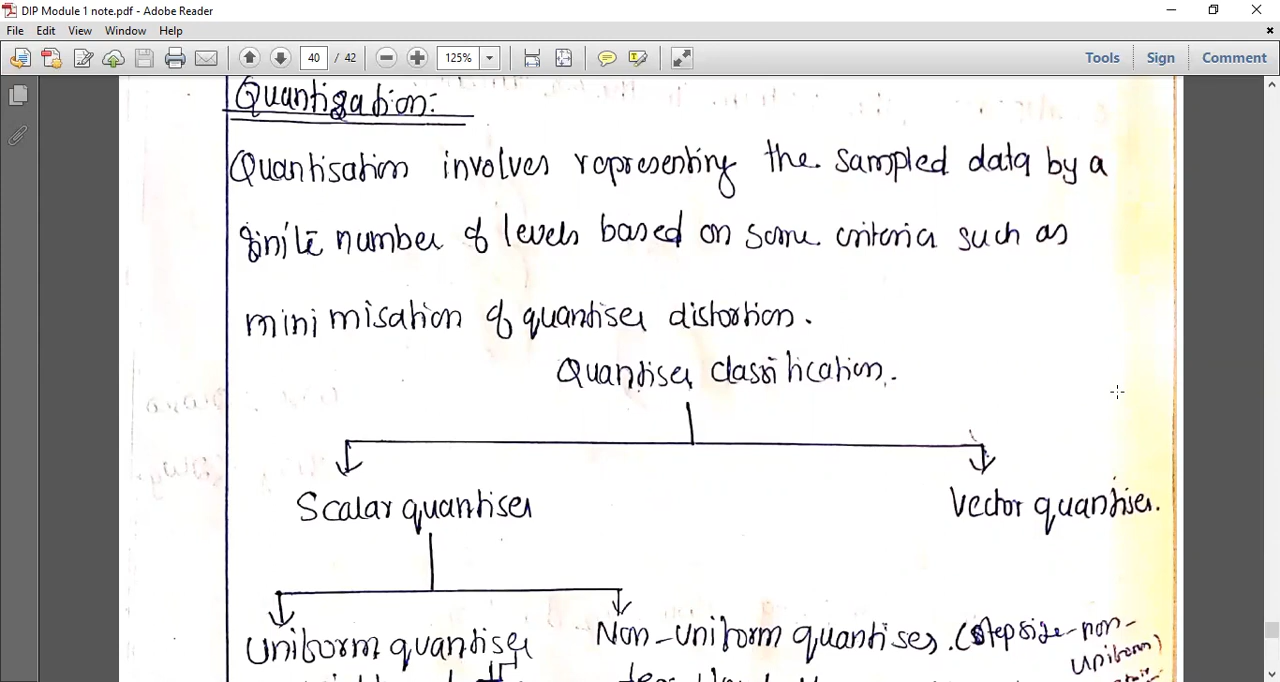 DIP Module 1 note.pdf - Adobe Reader
File Edit View Window Help
40 / 42 125% Tools Sign Comment
Quantization:
Quantisation involves representing the sampled data by a
finite number of levels based on some criteria such as
minimisation of quantiser distortion.
Quantiser classification.
Scalar quantiser Vector quantiser.
Uniform quantiser Non-uniform quantiser. (Step size-non-
uniform)